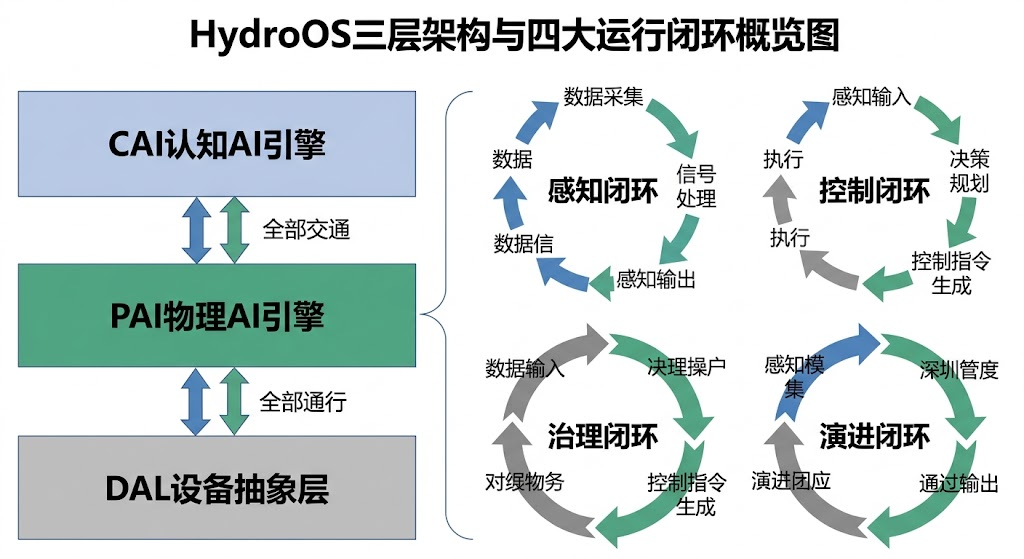 HydroOS三层架构与四大运行闭环概览图
CAI认知AI引擎
全部交通
PAI物理AI引擎
全部通行
DAL设备抽象层
数据采集
信号
处理
感知输出
数据信
数据
感知闭环
感知输入
决策
规划
控制指令
生成
执行
执行
控制闭环
数据输入
决理操户
控制指令
生成
对缑物务
治理闭环
感知模
集
深圳管度
通过输出
演进团应
演进闭环